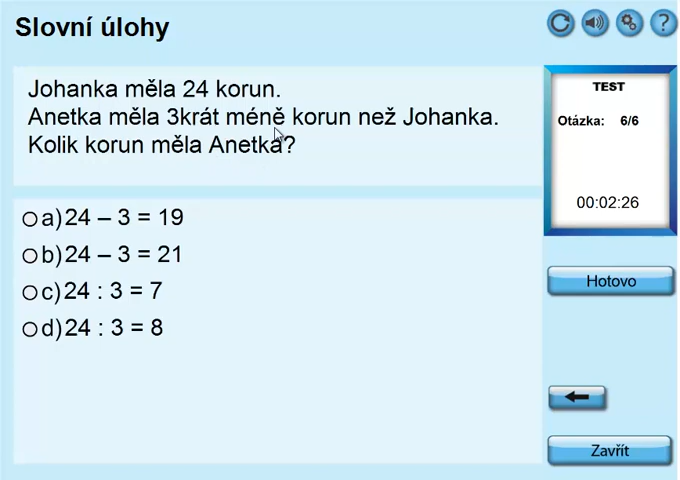 Slovní úlohy
?
Johanka měla 24 korun.
Anetka měla 3krát méně korun než Johanka.
Kolik korun měla Anetka?
TEST
Otázka: 6/6
00:02:26
a) 24 – 3 = 19
b) 24 – 3 = 21
c) 24 : 3 = 7
d) 24 : 3 = 8
Hotovo
Zavřít